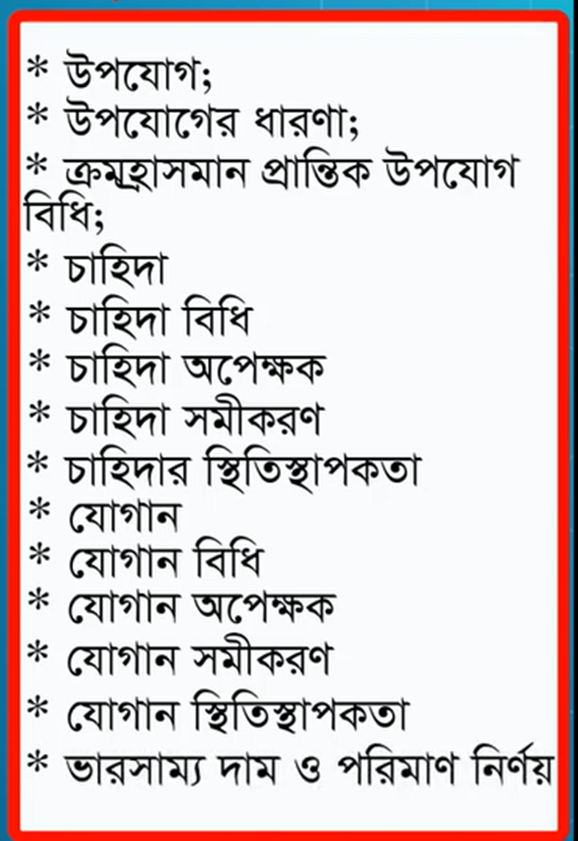 * উপযোগ;
* উপযোগের ধারণা;
* ক্রমহ্রাসমান প্রান্তিক উপযোগ
বিধি;
* চাহিদা
* চাহিদা বিধি
* চাহিদা অপেক্ষক
* চাহিদা সমীকরণ
* চাহিদার স্থিতিস্থাপকতা
* যোগান
* যোগান বিধি
* যোগান অপেক্ষক
* যোগান সমীকরণ
* যোগান স্থিতিস্থাপকতা
* ভারসাম্য দাম ও পরিমাণ নির্ণয়